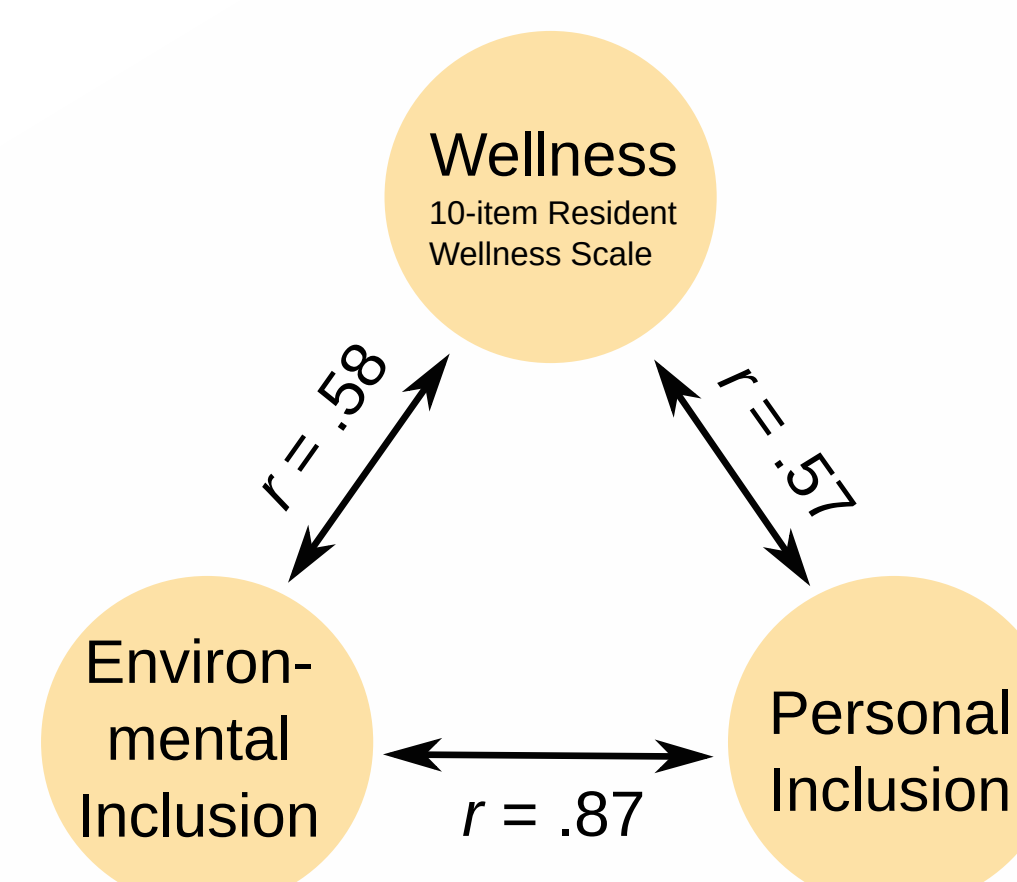 Wellness
10-item Resident
Wellness Scale
r = .58
r = .57
Environ-
mental
Inclusion
Personal
Inclusion
r = .87